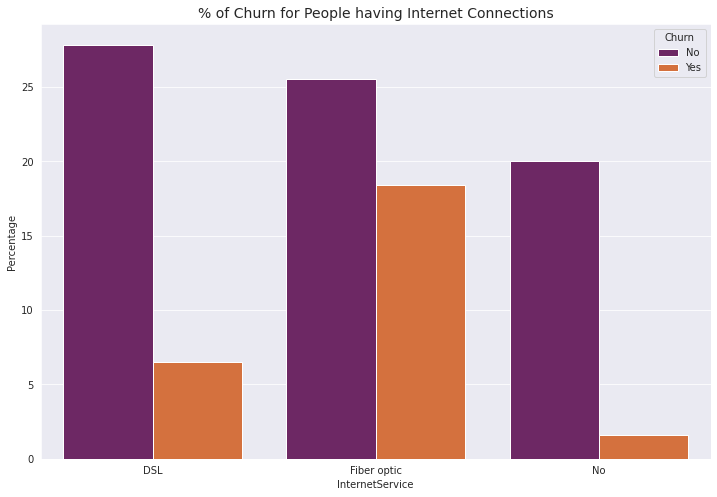 % of Churn for People having Internet Connections
Churn
No
Yes
Percentage
25
20
15
10
5
0
DSL
Fiber optic
No
InternetService